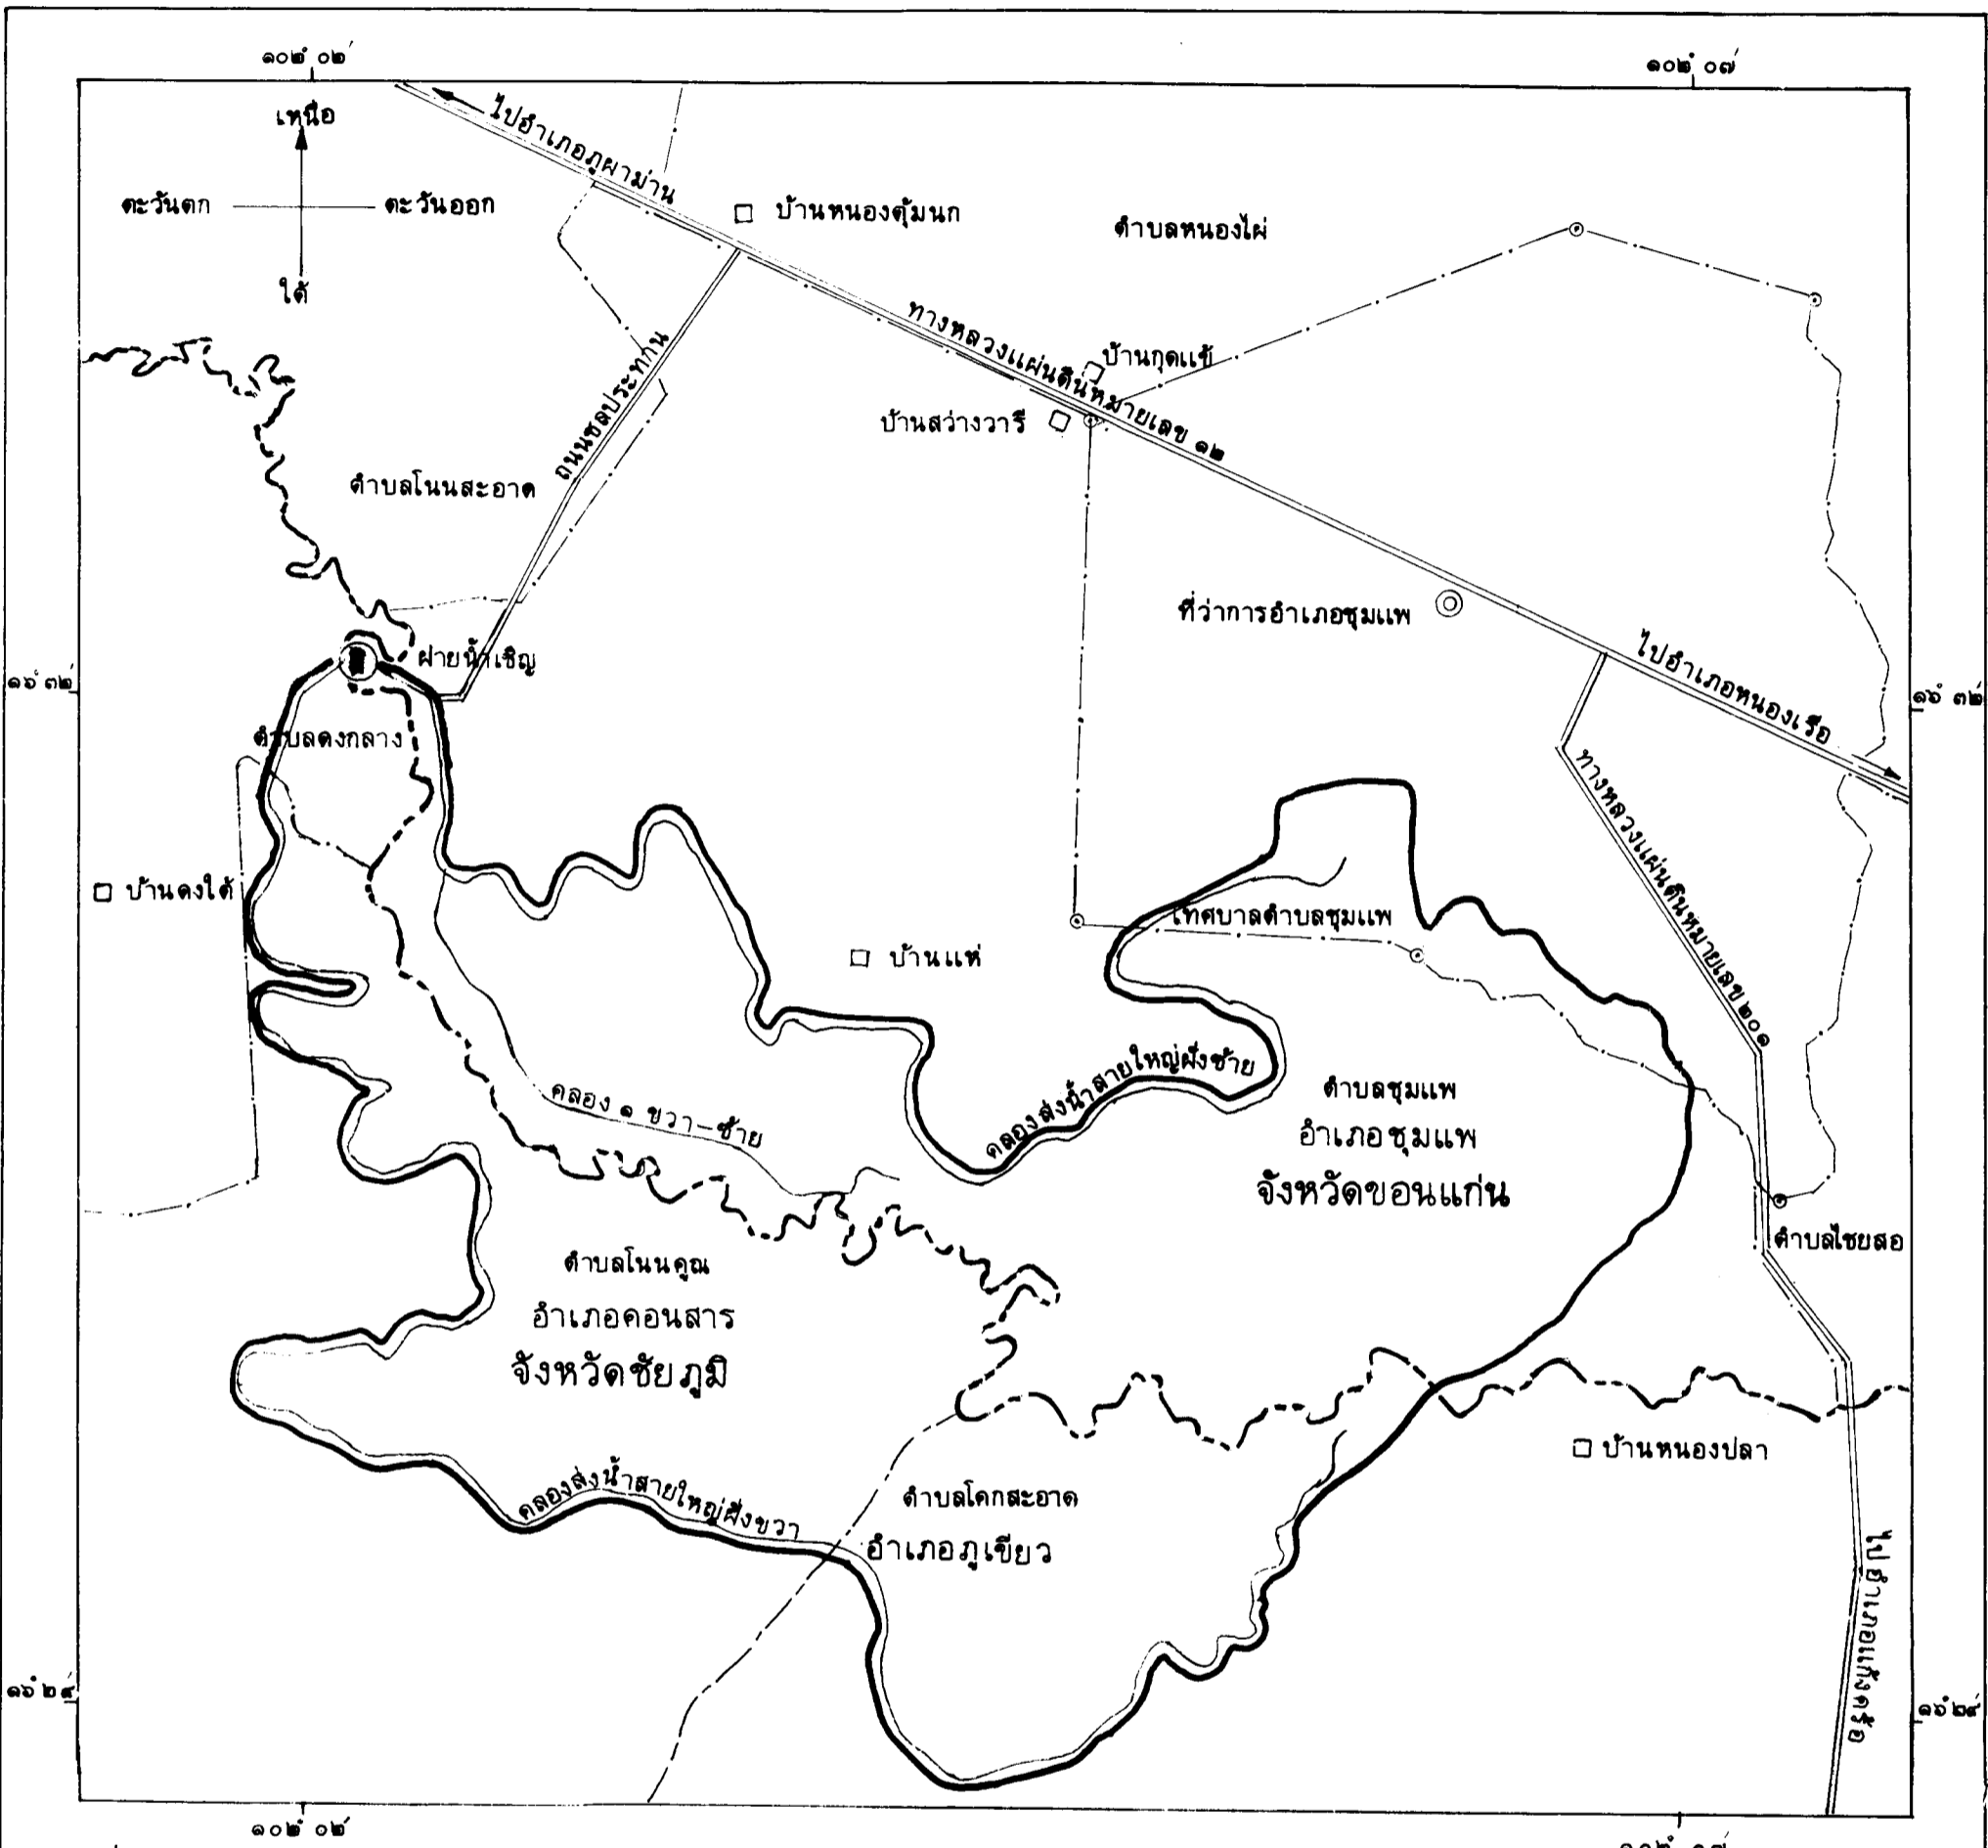 ๑๐๒° ๐๒′
๑๐๒° ๐๗′
เหนือ
ตะวันตก
ตะวันออก
ใต้
ไปอำเภอภูผาม่าน
บ้านหนองตุ้มนก
ตำบลหนองไผ่
ทางหลวงแผ่นดินหมายเลข ๑๒
บ้านกุดแข้
บ้านสว่างวารี
ถนนชลประทาน
ตำบลโนนสะอาด
ที่ว่าการอำเภอชุมแพ
ฝายน้ำเชิญ
ไปอำเภอหนองเรือ
๑๖° ๓๒′
๑๖° ๓๒′
ตำบลดงกลาง
ทางหลวงแผ่นดินหมายเลข ๒๐๑
บ้านดงใต้
เทศบาลตำบลชุมแพ
บ้านแห่
คลองส่งน้ำสายใหญ่ฝั่งซ้าย
คลอง ๑ ขวา-ซ้าย
ตำบลชุมแพ
อำเภอชุมแพ
จังหวัดขอนแก่น
ตำบลไชยสอ
ตำบลโนนคูณ
อำเภอคอนสาร
จังหวัดชัยภูมิ
บ้านหนองปลา
คลองส่งน้ำสายใหญ่ฝั่งขวา
ตำบลโคกสะอาด
อำเภอภูเขียว
ไปอำเภอแก้งคร้อ
๑๖° ๒๙′
๑๖° ๒๙′
๑๐๒° ๐๒′